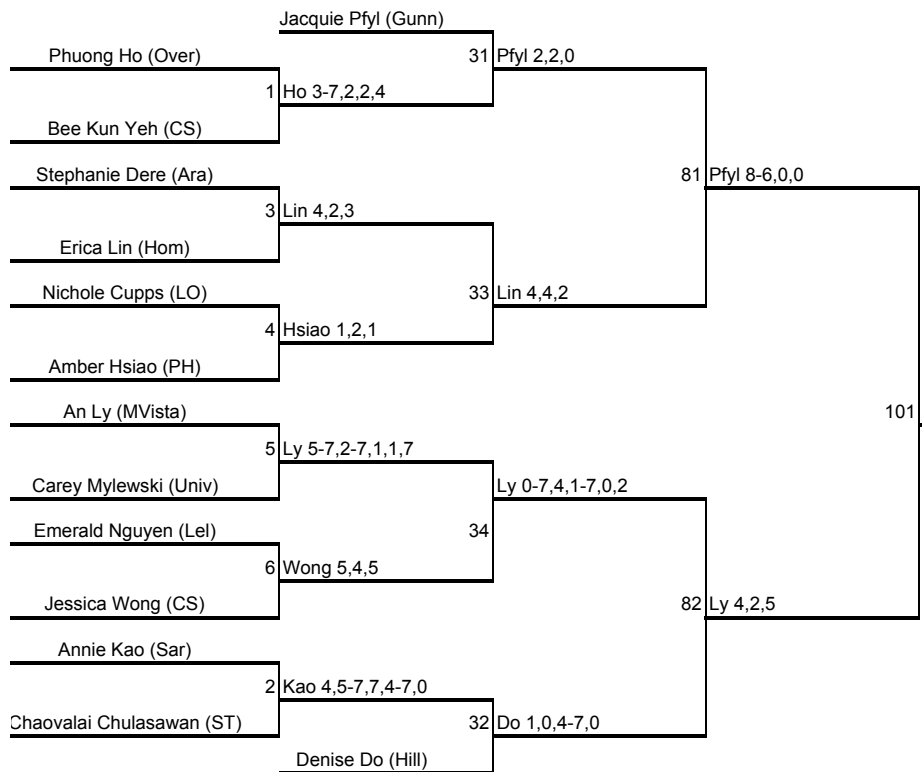 Jacquie Pfyl (Gunn)
Phuong Ho (Over)
31 Pfyl 2,2,0
1 Ho 3-7,2,2,4
Bee Kun Yeh (CS)
Stephanie Dere (Ara)
81 Pfyl 8-6,0,0
3 Lin 4,2,3
Erica Lin (Hom)
Nichole Cupps (LO)
33 Lin 4,4,2
4 Hsiao 1,2,1
Amber Hsiao (PH)
An Ly (MVista)
101
5 Ly 5-7,2-7,1,1,7
Carey Mylewski (Univ)
Ly 0-7,4,1-7,0,2
Emerald Nguyen (Lel)
34
6 Wong 5,4,5
Jessica Wong (CS)
82 Ly 4,2,5
Annie Kao (Sar)
2 Kao 4,5-7,7,4-7,0
Chaovalai Chulasawan (ST)
32 Do 1,0,4-7,0
Denise Do (Hill)